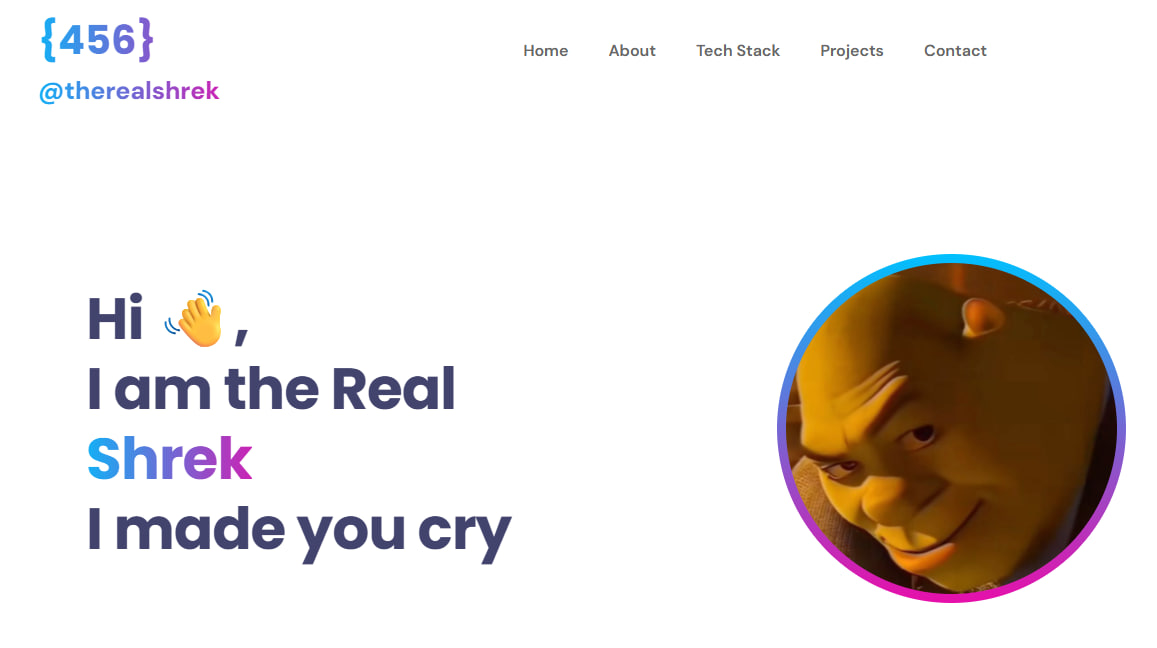 {456}
@therealshrek
Home About Tech Stack Projects Contact
Hi 👋 ,
I am the Real
Shrek
I made you cry